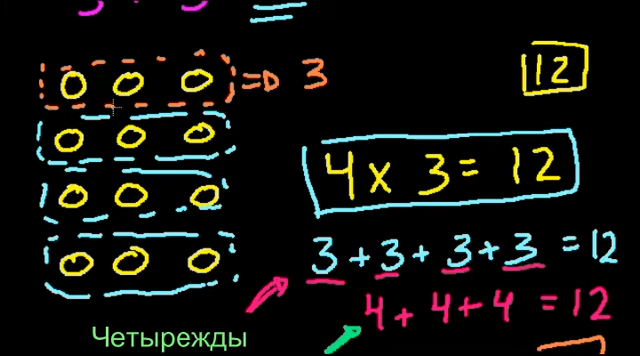 => 3
12
4 x 3 = 12
3 + 3 + 3 + 3 = 12
4 + 4 + 4 = 12
Четырежды